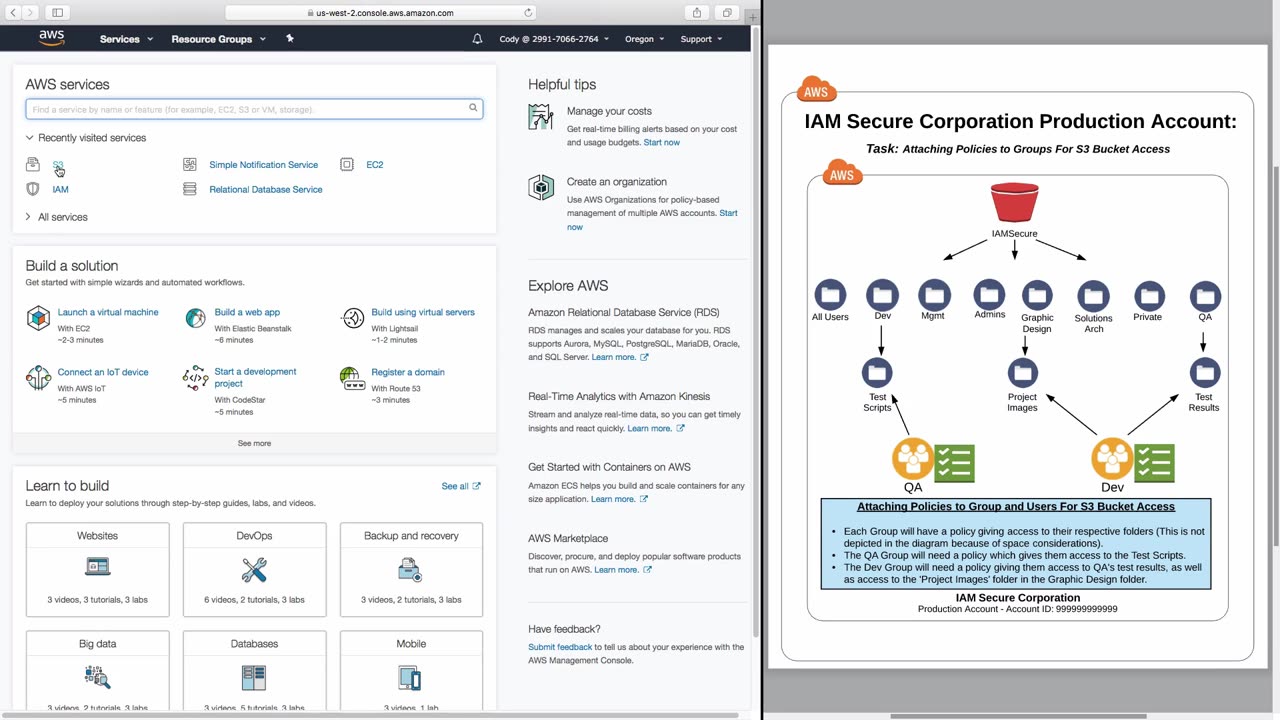 us-west-2.console.aws.amazon.com
aws
Services
Resource Groups
Cody @ 2991-7066-2764
Oregon
Support
AWS services
Find a service by name or feature (for example, EC2, S3 or VM, storage).
Recently visited services
S3
Simple Notification Service
EC2
IAM
Relational Database Service
All services
Build a solution
Get started with simple wizards and automated workflows.
Launch a virtual machine
With EC2
~2-3 minutes
Build a web app
With Elastic Beanstalk
~6 minutes
Build using virtual servers
With Lightsail
~1-2 minutes
Connect an IoT device
With AWS IoT
~5 minutes
Start a development
project
With CodeStar
~5 minutes
Register a domain
With Route 53
~3 minutes
See more
Learn to build
See all
Learn to deploy your solutions through step-by-step guides, labs, and videos.
Websites
3 videos, 3 tutorials, 3 labs
DevOps
6 videos, 2 tutorials, 3 labs
Backup and recovery
3 videos, 2 tutorials, 3 labs
Big data
3 videos, 2 tutorials, 3 labs
Databases
3 videos, 5 tutorials, 3 labs
Mobile
3 videos, 1 lab
Helpful tips
Manage your costs
Get real-time billing alerts based on your cost
and usage budgets. Start now
Create an organization
Use AWS Organizations for policy-based
management of multiple AWS accounts. Start
now
Explore AWS
Amazon Relational Database Service (RDS)
RDS manages and scales your database for you. RDS
supports Aurora, MySQL, PostgreSQL, MariaDB, Oracle,
and SQL Server. Learn more.
Real-Time Analytics with Amazon Kinesis
Stream and analyze real-time data, so you can get timely
insights and react quickly. Learn more.
Get Started with Containers on AWS
Amazon ECS helps you build and scale containers for any
size application. Learn more.
AWS Marketplace
Discover, procure, and deploy popular software products
that run on AWS. Learn more.
Have feedback?
Submit feedback to tell us about your experience with the
AWS Management Console.
AWS
IAM Secure Corporation Production Account:
Task: Attaching Policies to Groups For S3 Bucket Access
AWS
IAMSecure
All Users
Dev
Mgmt
Admins
Graphic
Design
Solutions
Arch
Private
QA
Test
Scripts
Project
Images
Test
Results
QA
Dev
Attaching Policies to Group and Users For S3 Bucket Access
• Each Group will have a policy giving access to their respective folders (This is not
depicted in the diagram because of space considerations).
• The QA Group will need a policy which gives them access to the Test Scripts.
• The Dev Group will need a policy giving them access to QA's test results, as well
as access to the 'Project Images' folder in the Graphic Design folder.
IAM Secure Corporation
Production Account - Account ID: 999999999999